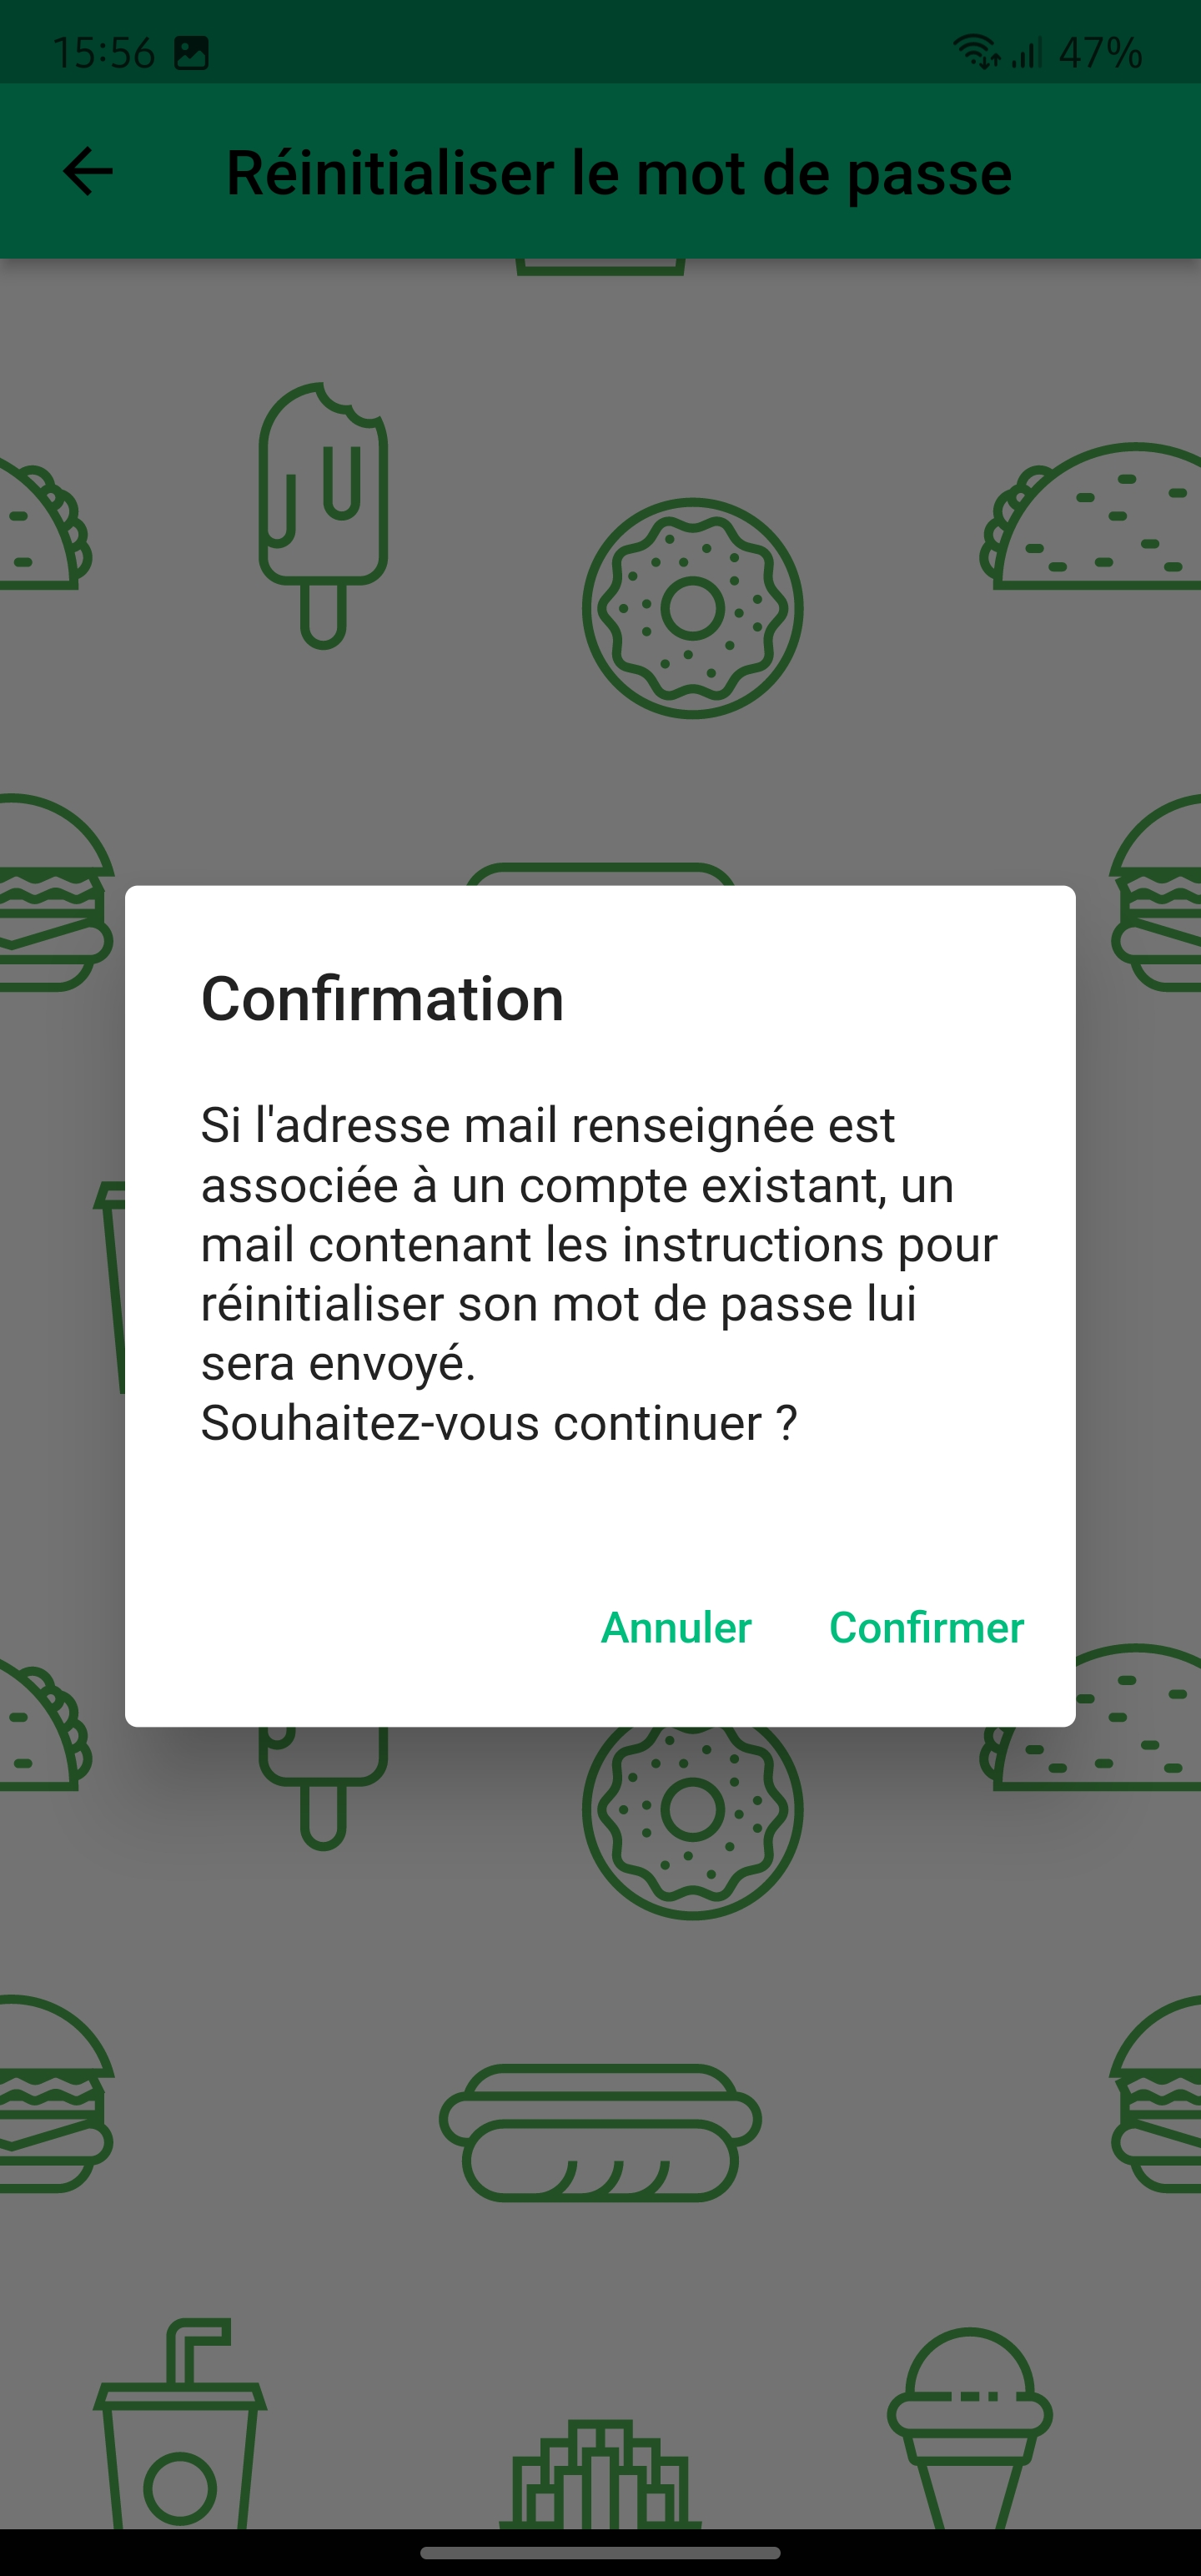 15:56
47%
Réinitialiser le mot de passe
Confirmation
Si l'adresse mail renseignée est
associée à un compte existant, un
mail contenant les instructions pour
réinitialiser son mot de passe lui
sera envoyé.
Souhaitez-vous continuer ?
Annuler
Confirmer